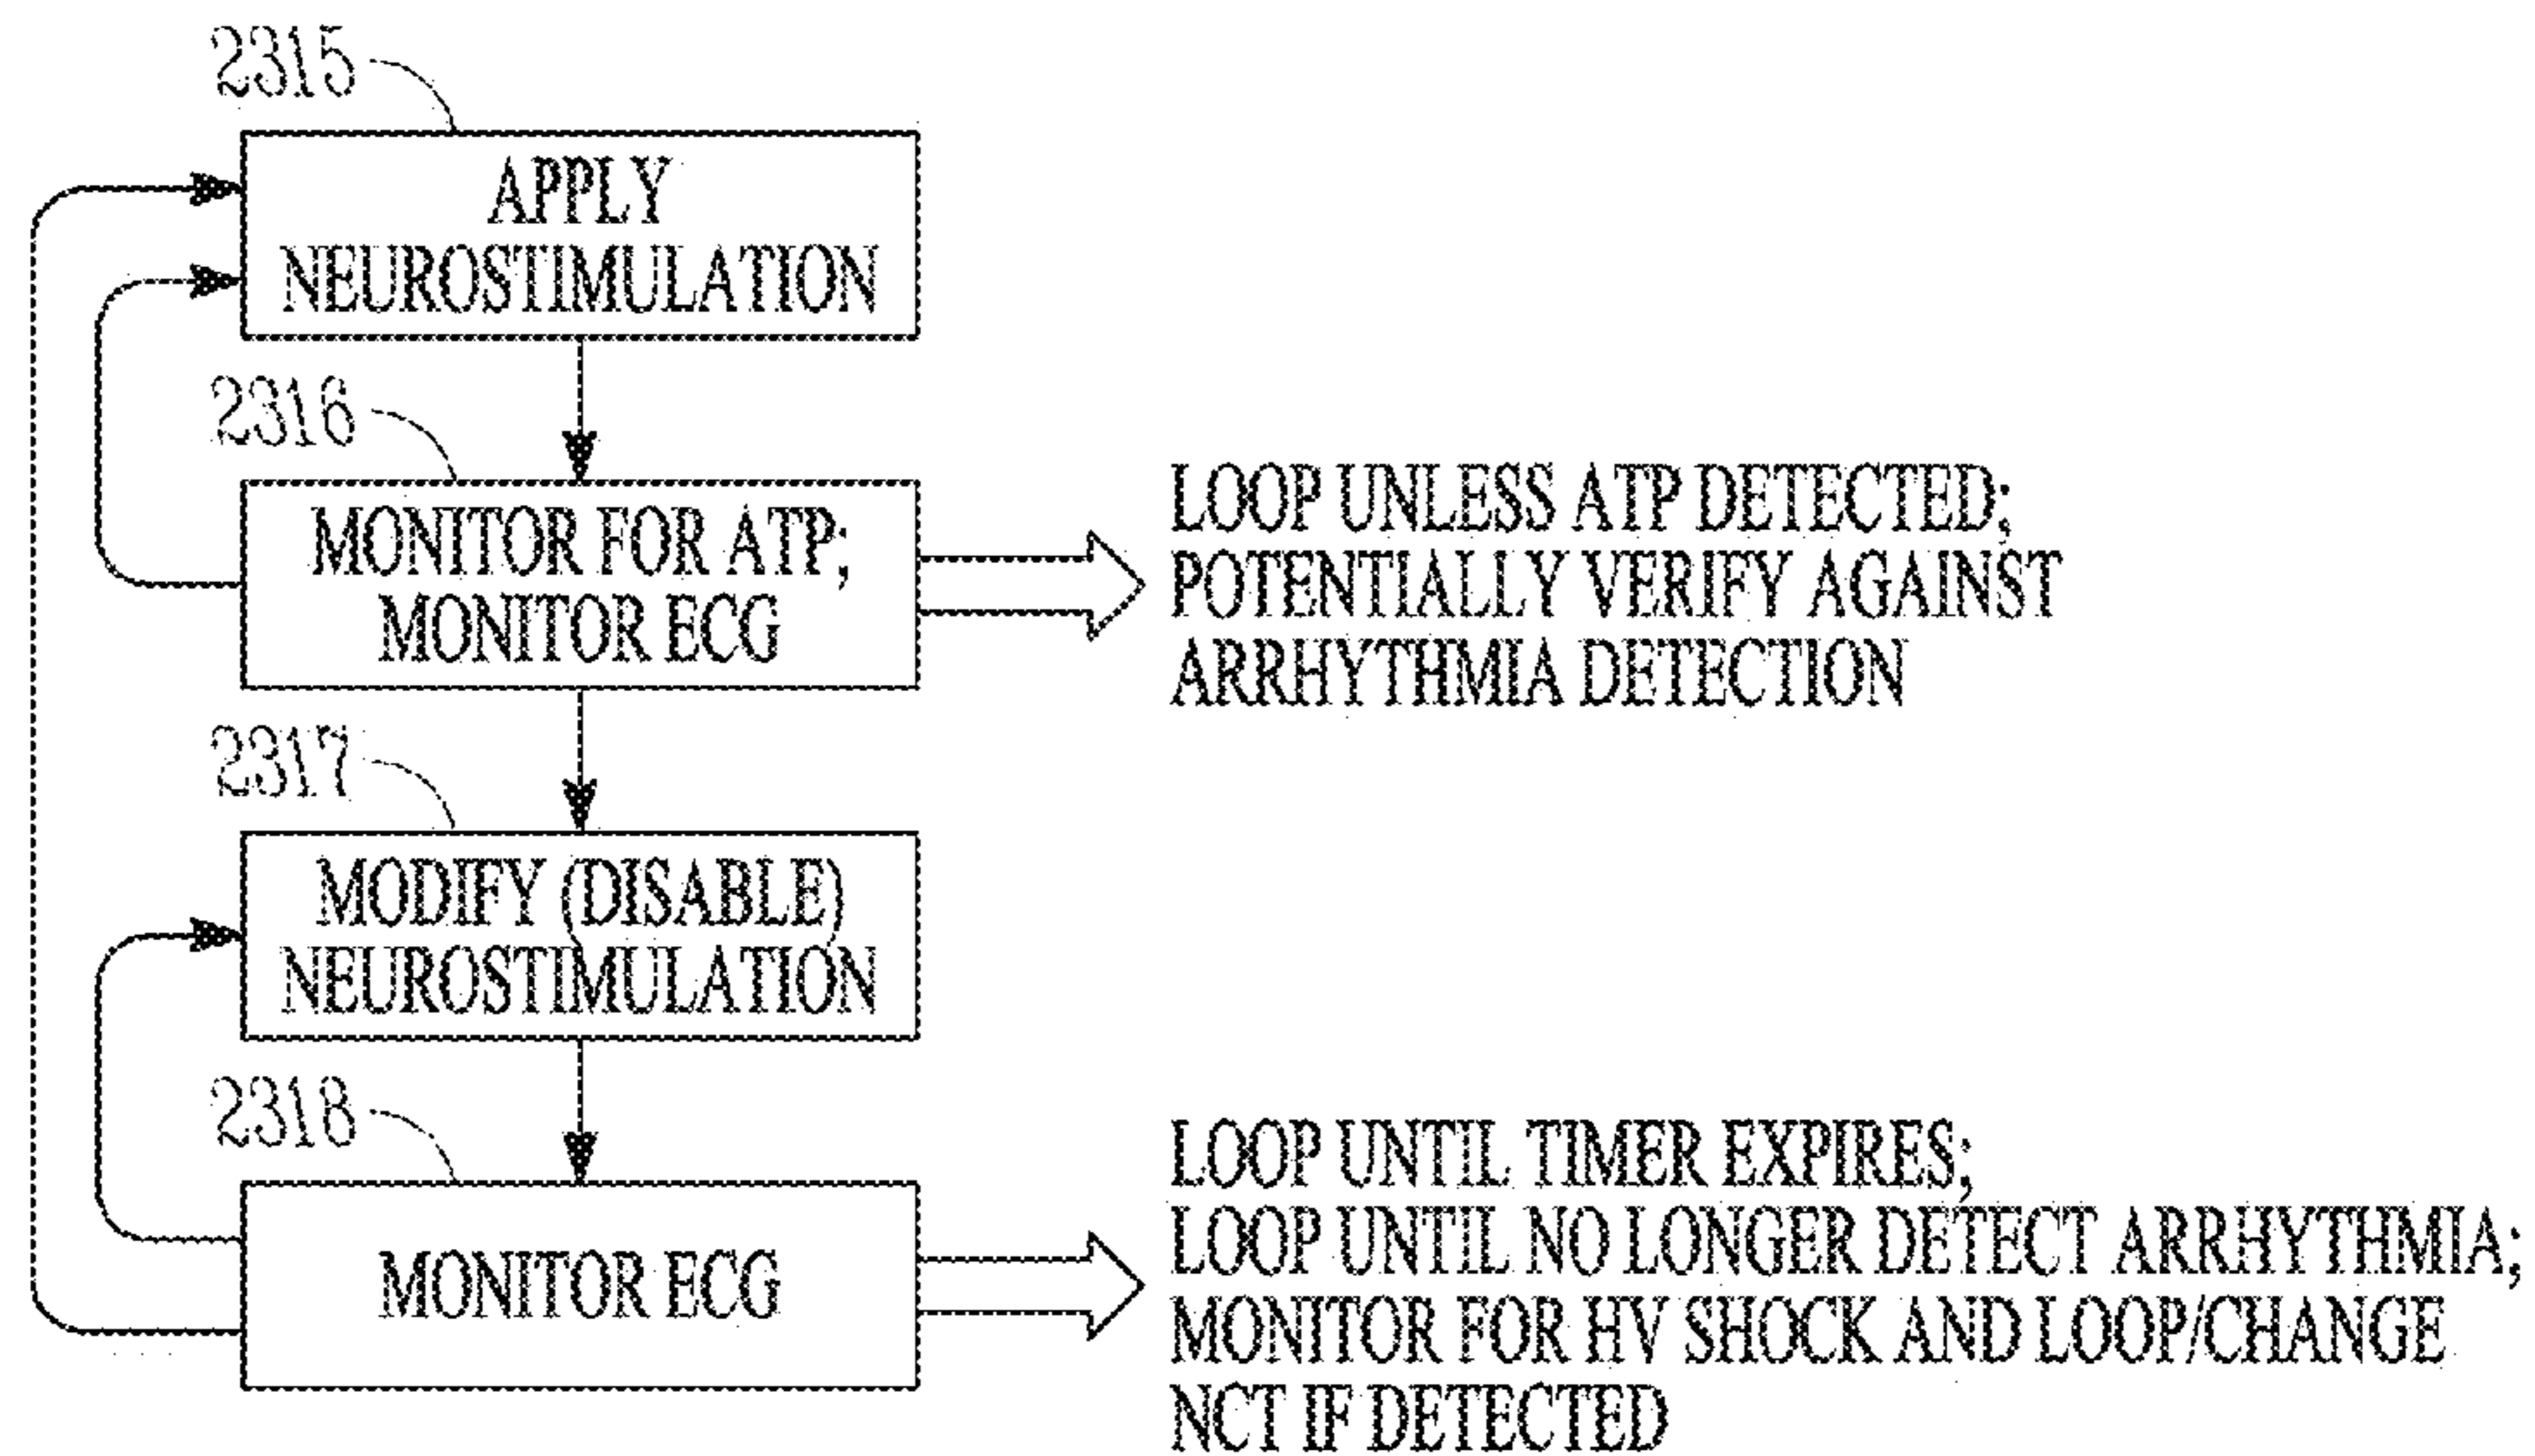 2315
APPLY
NEUROSTIMULATION
2316
MONITOR FOR ATP;
MONITOR ECG
LOOP UNLESS ATP DETECTED;
POTENTIALLY VERIFY AGAINST
ARRHYTHMIA DETECTION
2317
MODIFY (DISABLE)
NEUROSTIMULATION
2318
MONITOR ECG
LOOP UNTIL TIMER EXPIRES;
LOOP UNTIL NO LONGER DETECT ARRHYTHMIA;
MONITOR FOR HV SHOCK AND LOOP/CHANGE
NCT IF DETECTED